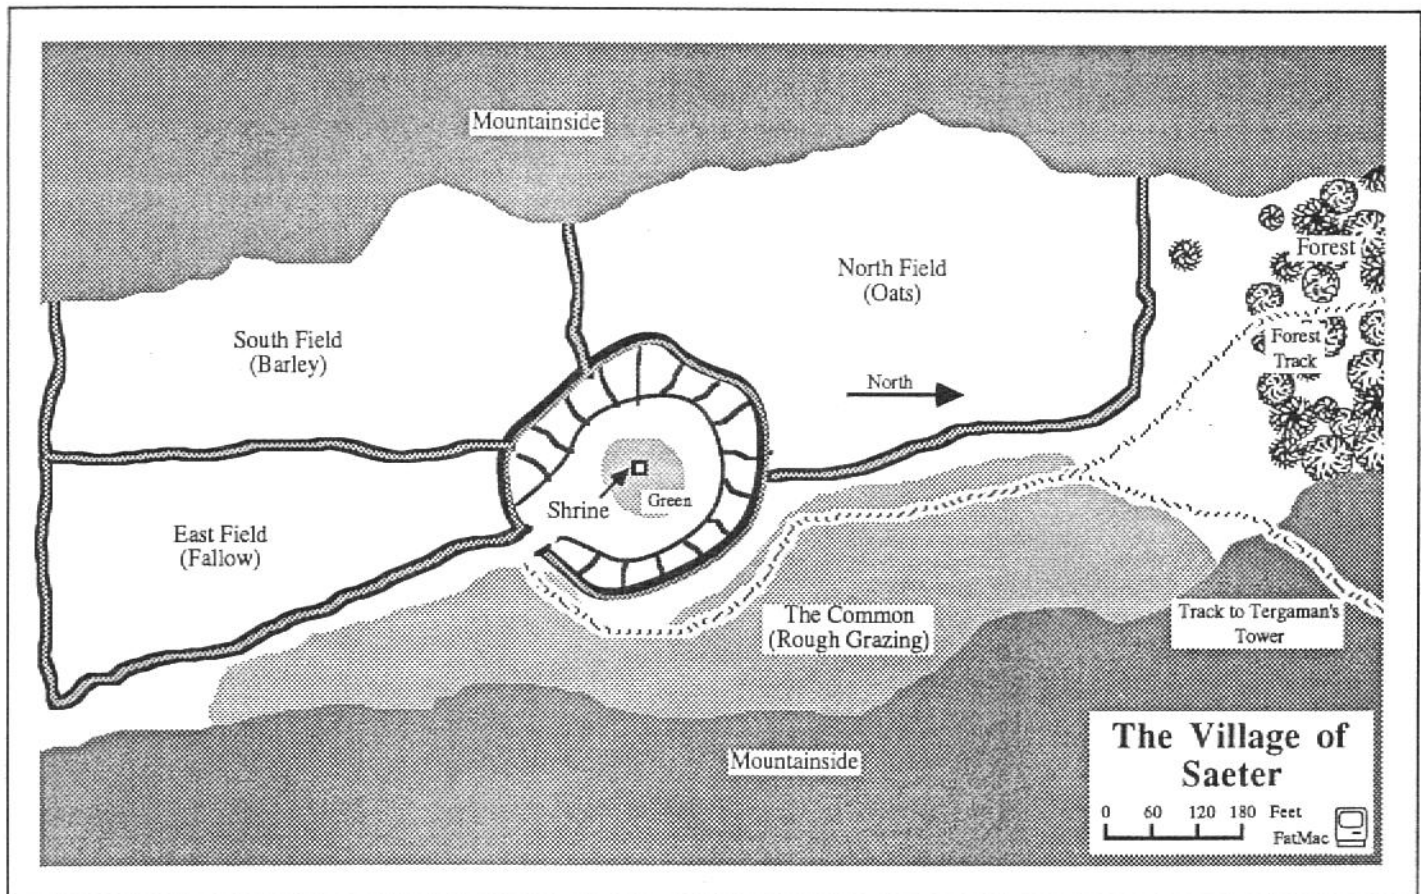 Mountainside
North Field
(Oats)
Forest
South Field
(Barley)
Forest
Track
North
Shrine
Green
East Field
(Fallow)
The Common
(Rough Grazing)
Track to Tergaman's
Tower
Mountainside
The Village of
Saeter
0 60 120 180 Feet
FatMac